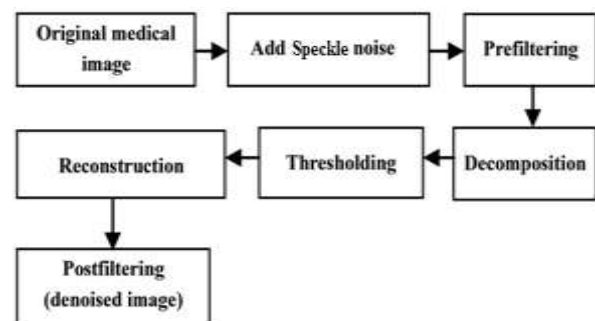 Original medical
image
Add Speckle noise
Prefiltering
Decomposition
Thresholding
Reconstruction
Postfiltering
(denoised image)